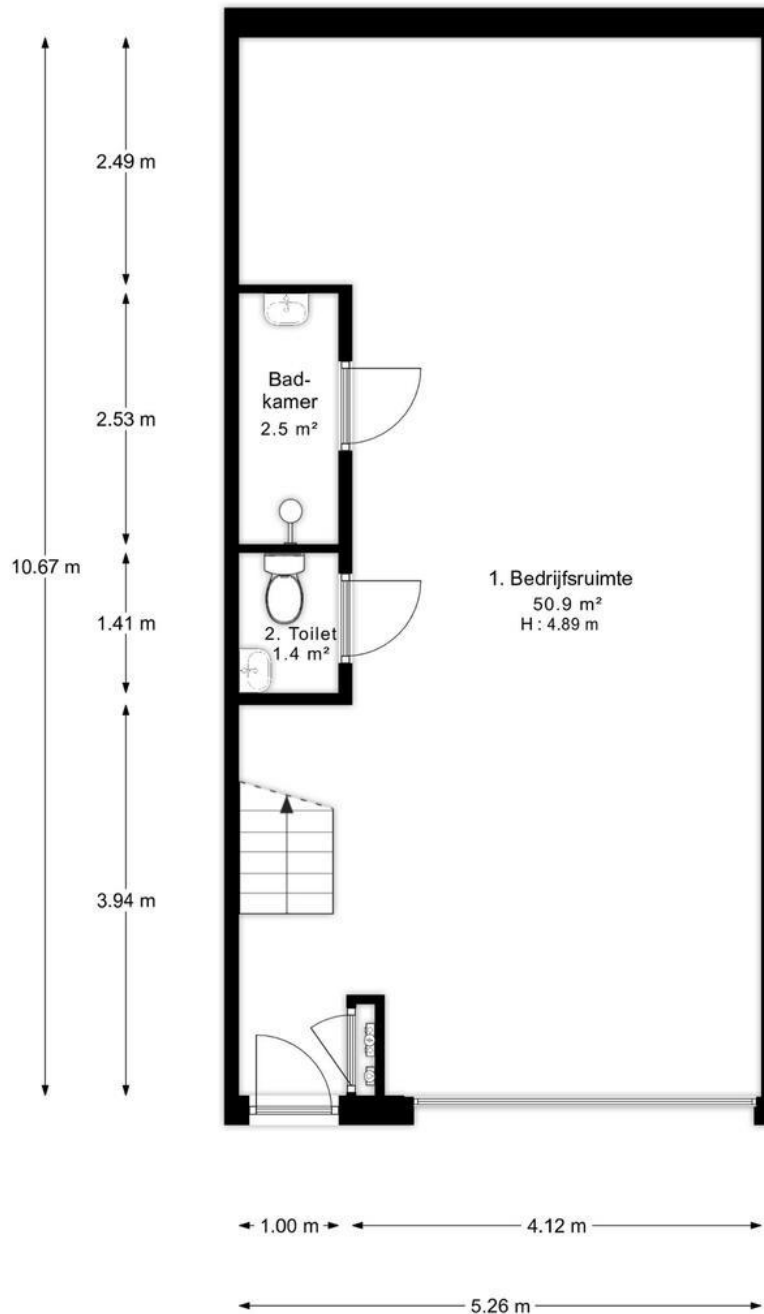 2.49 m
Bad-
kamer
2.5 m²
2.53 m
10.67 m
1. Bedrijfsruimte
50.9 m²
H : 4.89 m
1.41 m
2. Toilet
1.4 m²
3.94 m
1.00 m
4.12 m
5.26 m